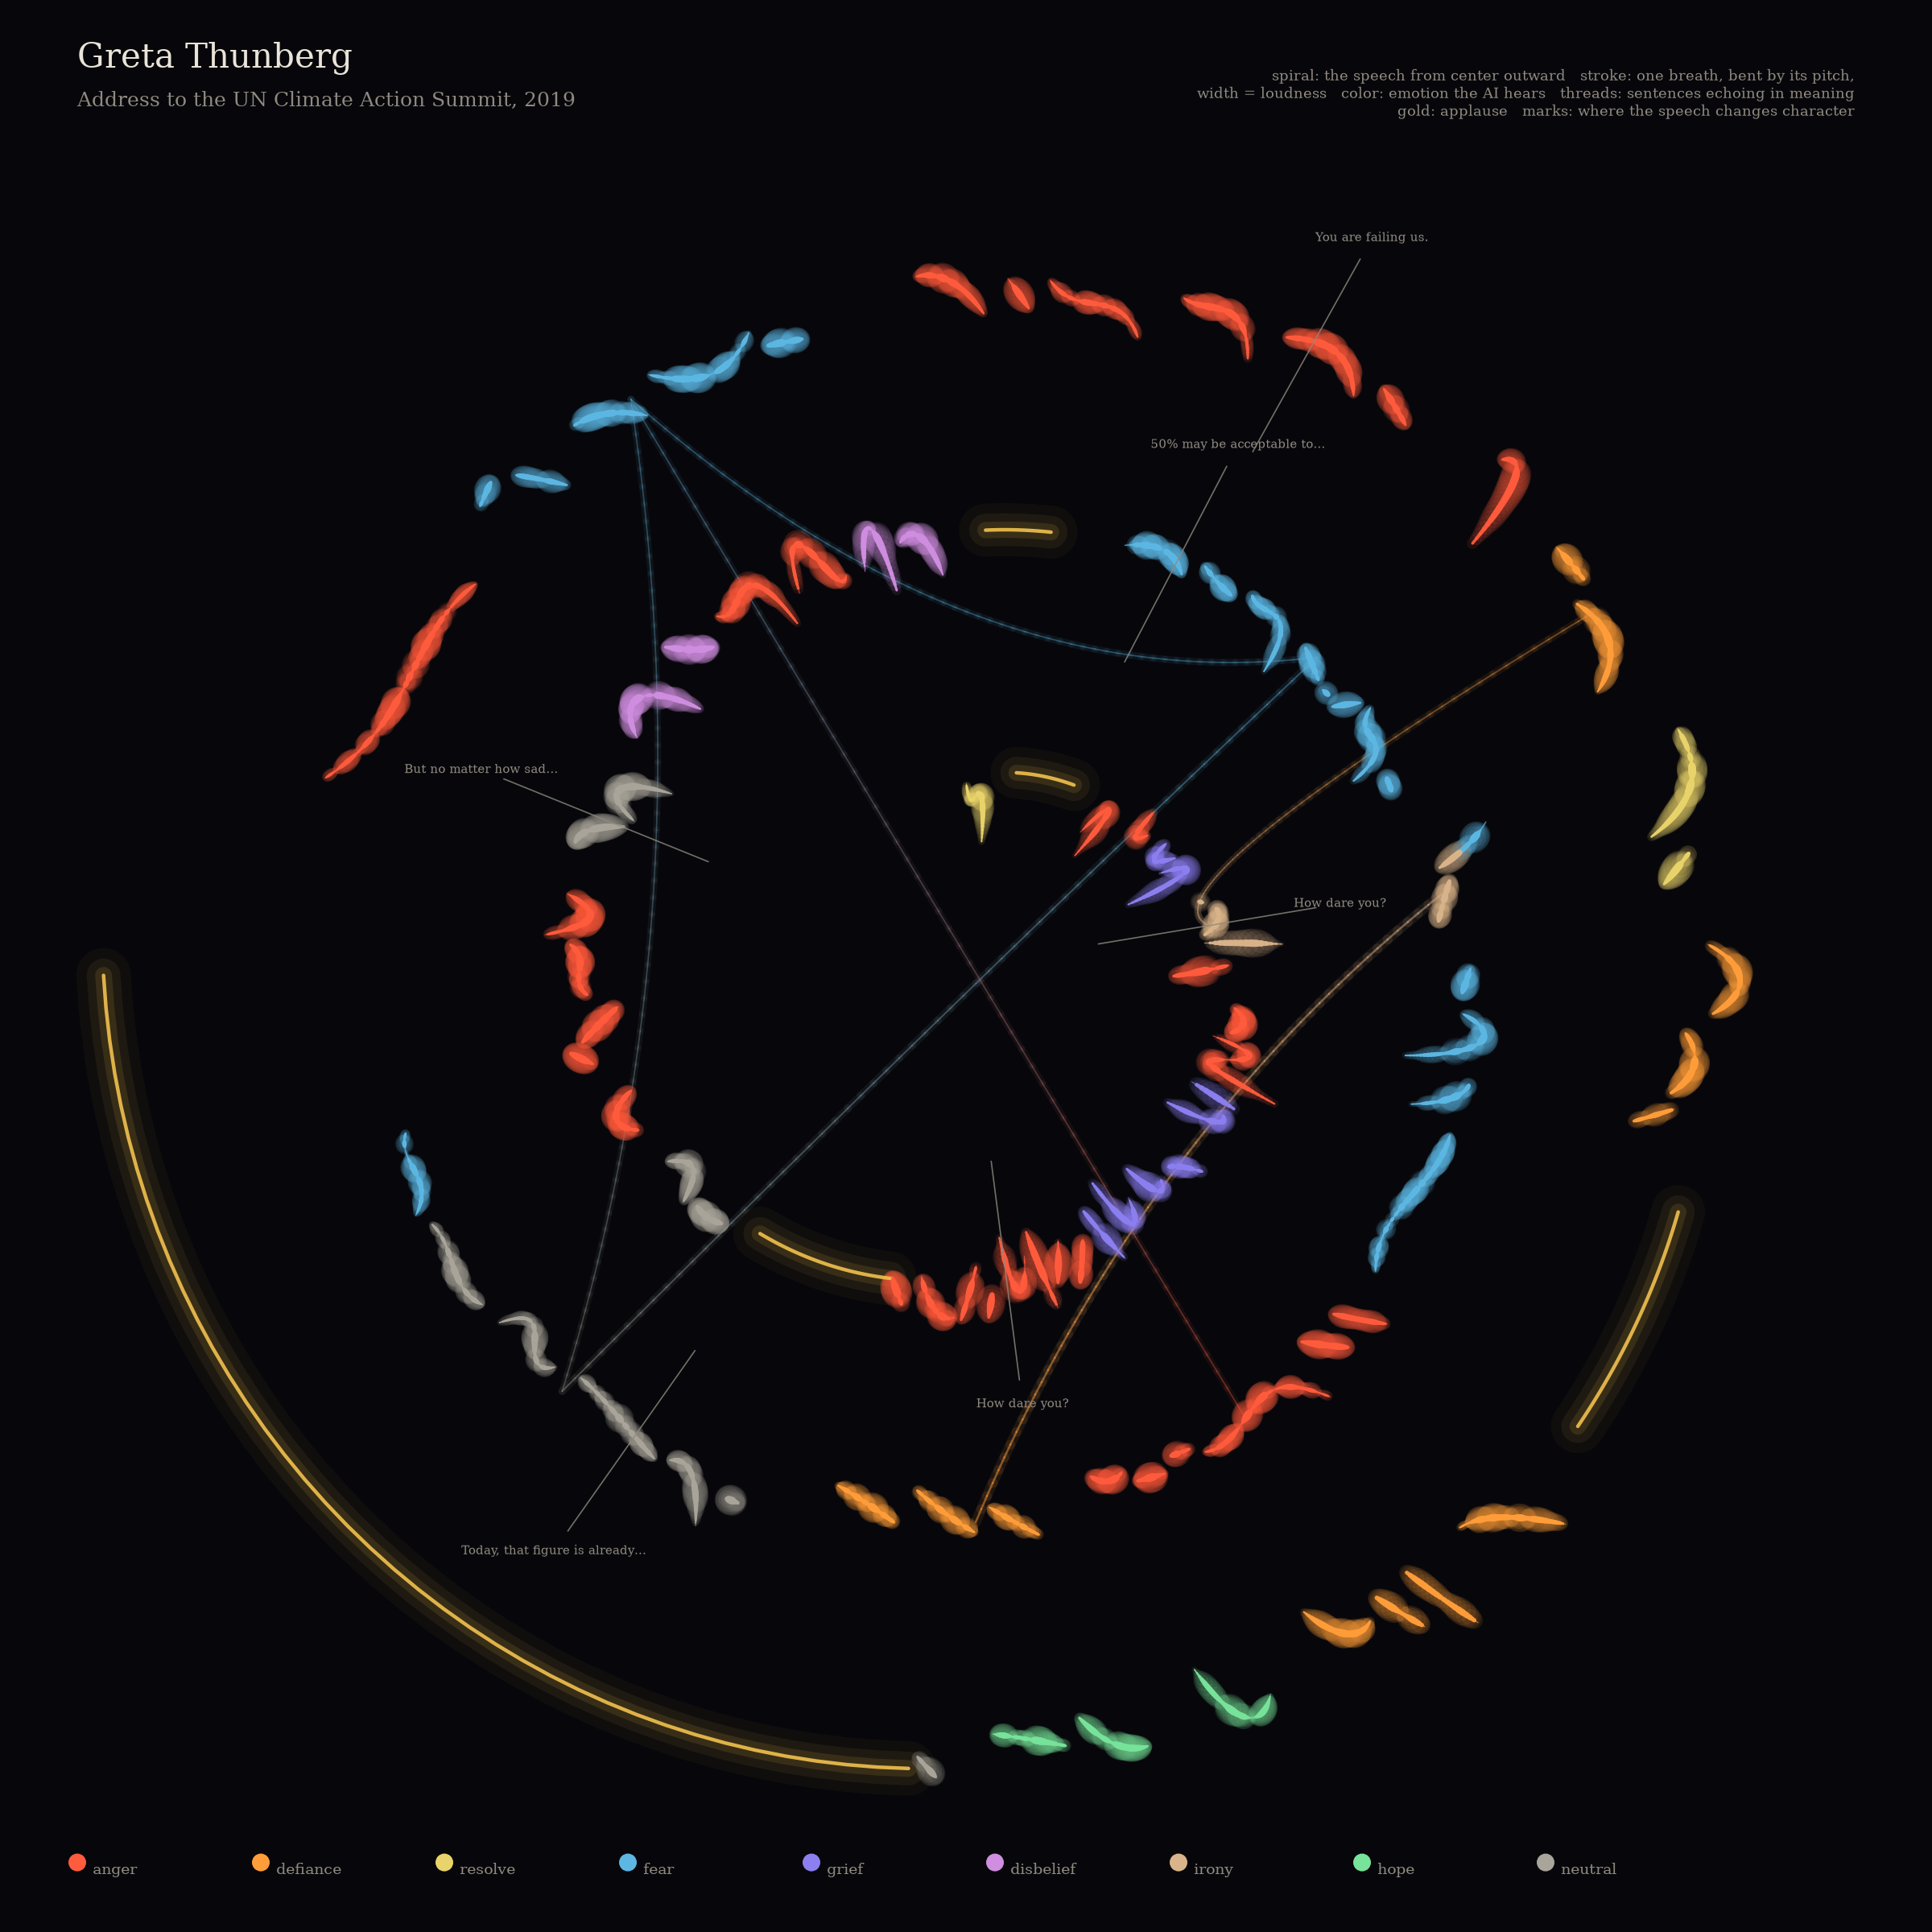 Greta Thunberg
Address to the UN Climate Action Summit, 2019
spiral: the speech from center outward   stroke: one breath, bent by its pitch,
width = loudness   color: emotion the AI hears   threads: sentences echoing in meaning
gold: applause   marks: where the speech changes character
You are failing us.
50% may be acceptable to...
But no matter how sad...
How dare you?
How dare you?
Today, that figure is already...
anger
defiance
resolve
fear
grief
disbelief
irony
hope
neutral